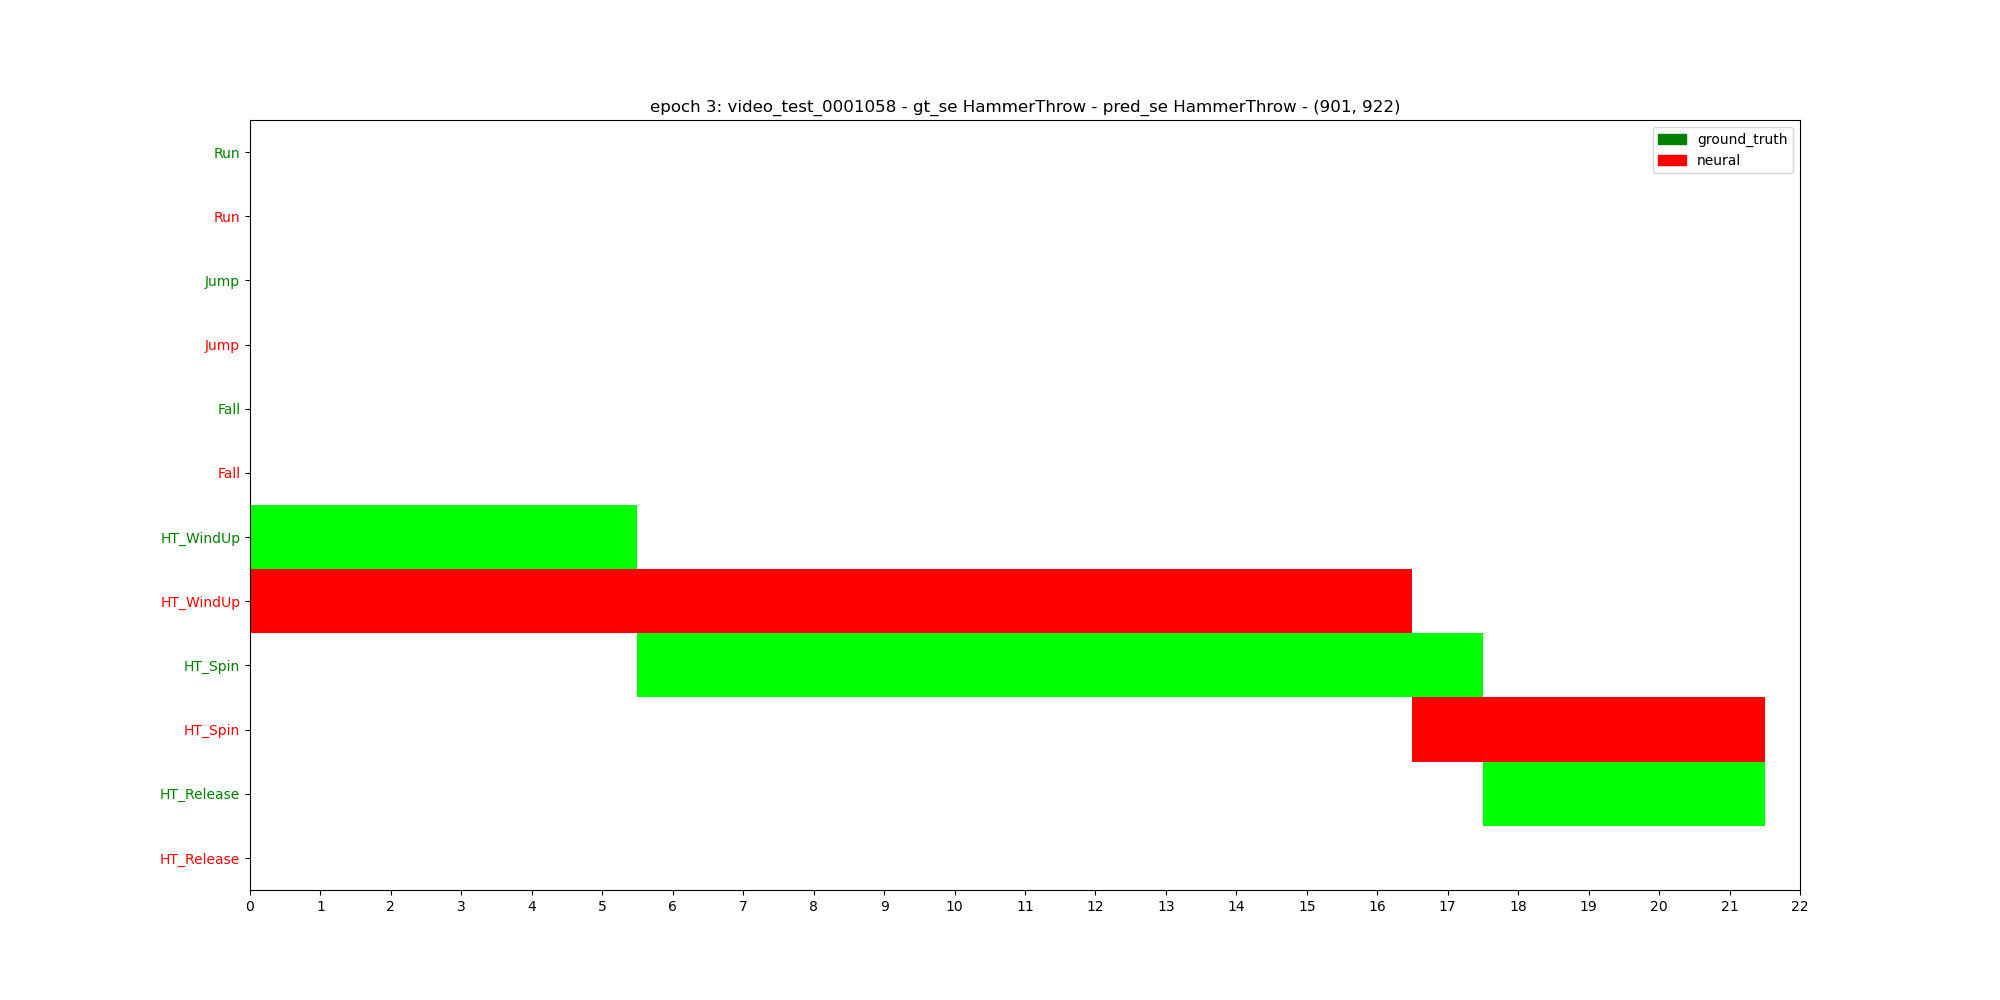 epoch 3: video_test_0001058 - gt_se HammerThrow - pred_se HammerThrow - (901, 922)
ground_truth
neural
Run
Run
Jump
Jump
Fall
Fall
HT_WindUp
HT_WindUp
HT_Spin
HT_Spin
HT_Release
HT_Release
0 1 2 3 4 5 6 7 8 9 10 11 12 13 14 15 16 17 18 19 20 21 22